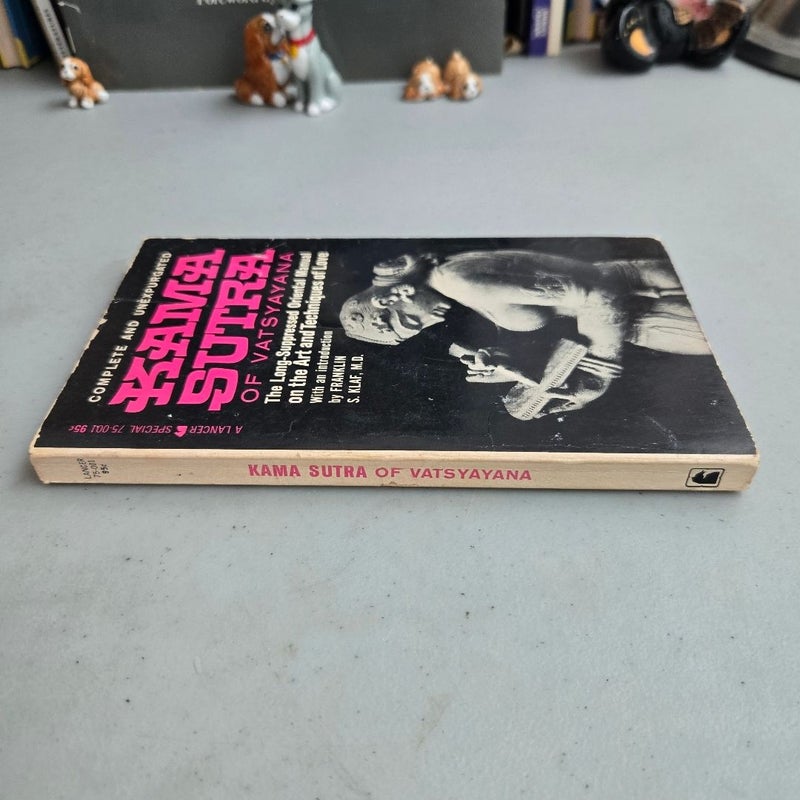 Foreword by
COMPLETE AND UNEXPURGATED
KAMA
SUTRA
OF VATSYAYANA
The Long-Suppressed Oriental Manual
on the Art and Techniques of Love
With an introduction
by FRANKLIN
S. KLAF, M.D.
A LANCER SPECIAL 75-001 95¢
LANCER
75-001
95¢
KAMA SUTRA OF VATSYAYANA